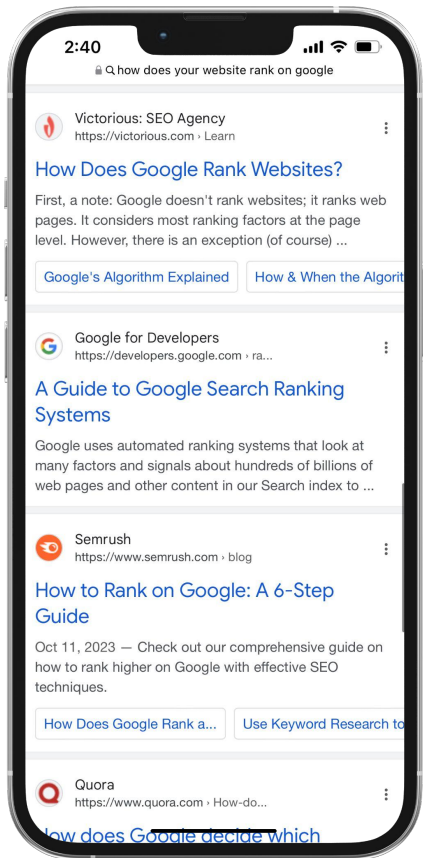 2:40
how does your website rank on google
Victorious: SEO Agency
https://victorious.com › Learn
How Does Google Rank Websites?
First, a note: Google doesn't rank websites; it ranks web
pages. It considers most ranking factors at the page
level. However, there is an exception (of course) ...
Google's Algorithm Explained How & When the Algorit
Google for Developers
https://developers.google.com › ra...
A Guide to Google Search Ranking
Systems
Google uses automated ranking systems that look at
many factors and signals about hundreds of billions of
web pages and other content in our Search index to ...
Semrush
https://www.semrush.com › blog
How to Rank on Google: A 6-Step
Guide
Oct 11, 2023 — Check out our comprehensive guide on
how to rank higher on Google with effective SEO
techniques.
How Does Google Rank a... Use Keyword Research to
Quora
https://www.quora.com › How-do...
How does Google decide which